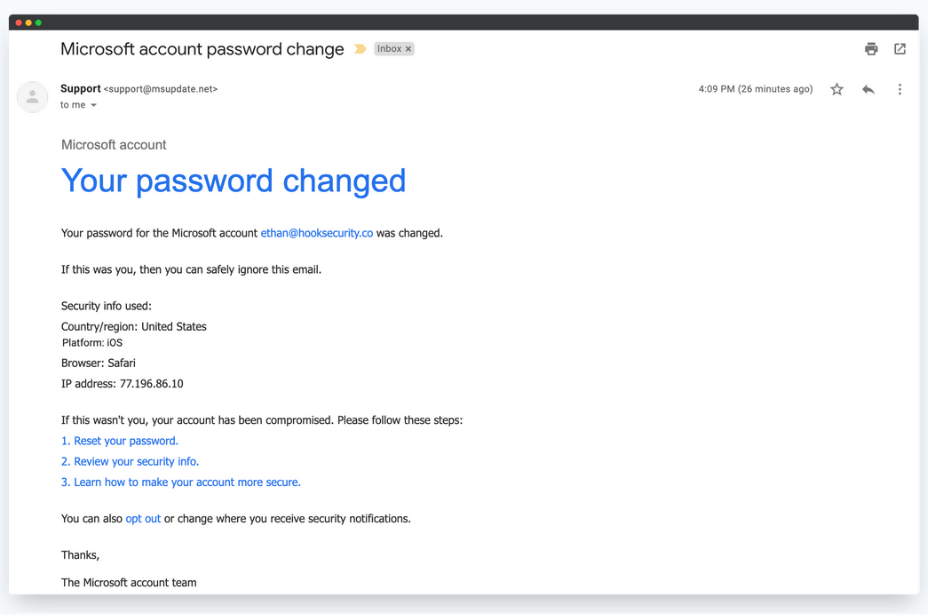 Microsoft account password change Inbox ×
Support <support@msupdate.net> 4:09 PM (26 minutes ago)
to me
Microsoft account
Your password changed
Your password for the Microsoft account ethan@hooksecurity.co was changed.
If this was you, then you can safely ignore this email.
Security info used:
Country/region: United States
Platform: iOS
Browser: Safari
IP address: 77.196.86.10
If this wasn't you, your account has been compromised. Please follow these steps:
1. Reset your password.
2. Review your security info.
3. Learn how to make your account more secure.
You can also opt out or change where you receive security notifications.
Thanks,
The Microsoft account team